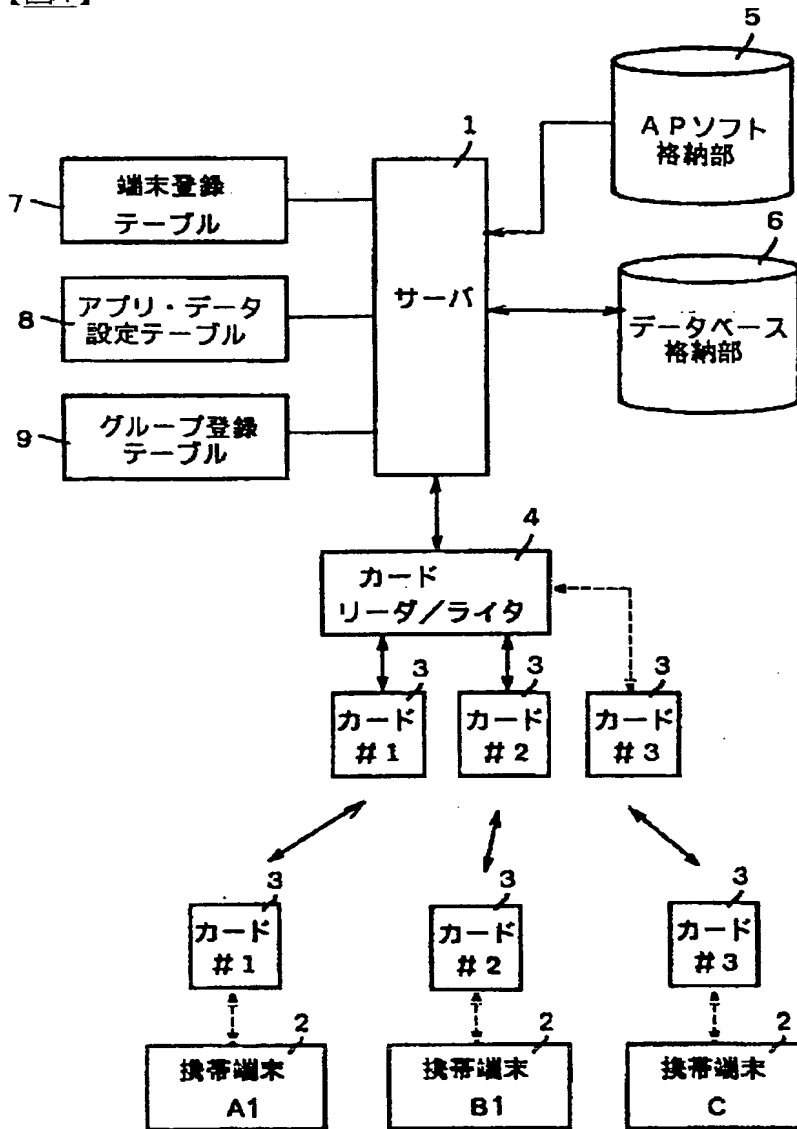 5
APソフト
格納部
1
端末登録
テーブル
7
6
サーバ
アプリ・データ
設定テーブル
8
データベース
格納部
グループ登録
テーブル
9
4
カード
リーダ/ライタ
3
3
3
カード
#1
カード
#2
カード
#3
3
3
3
カード
#1
カード
#2
カード
#3
2
2
2
携帯端末
A1
携帯端末
B1
携帯端末
C